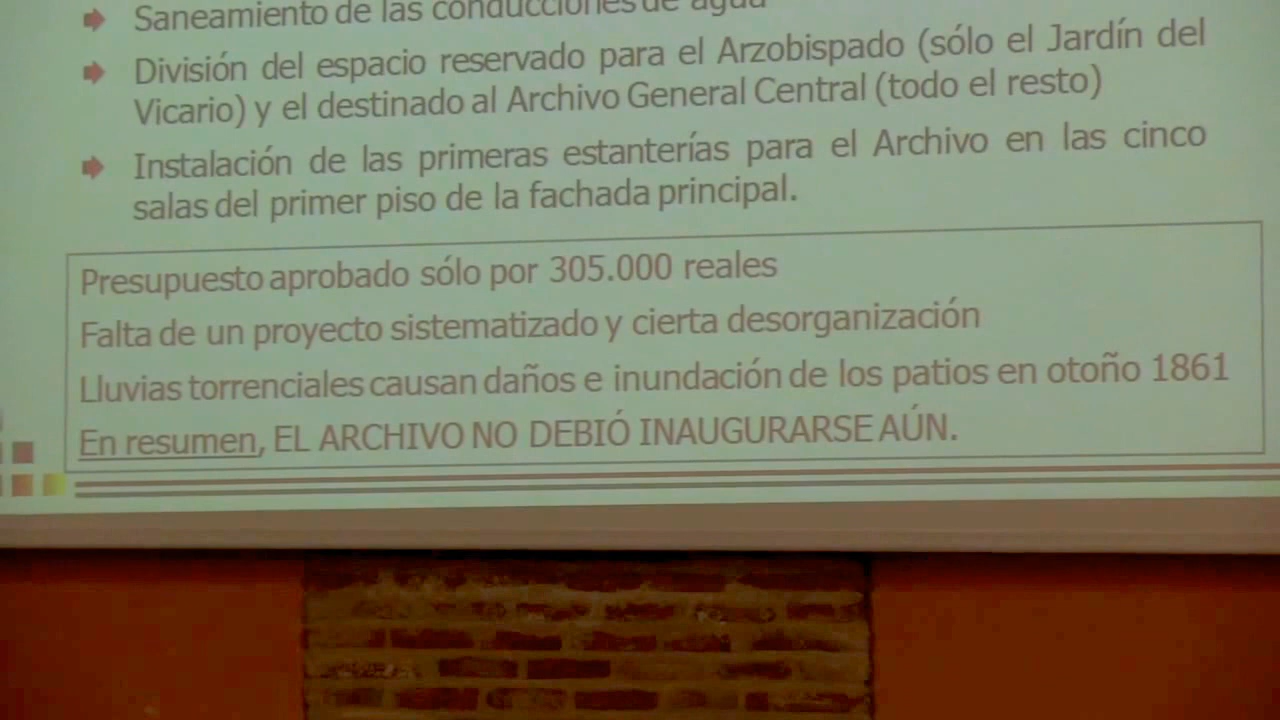 Saneamiento de las conducciones de agua
División del espacio reservado para el Arzobispado (sólo el Jardín del
Vicario) y el destinado al Archivo General Central (todo el resto)
Instalación de las primeras estanterías para el Archivo en las cinco
salas del primer piso de la fachada principal.
Presupuesto aprobado sólo por 305.000 reales
Falta de un proyecto sistematizado y cierta desorganización
Lluvias torrenciales causan daños e inundación de los patios en otoño 1861
En resumen, EL ARCHIVO NO DEBIÓ INAUGURARSE AÚN.